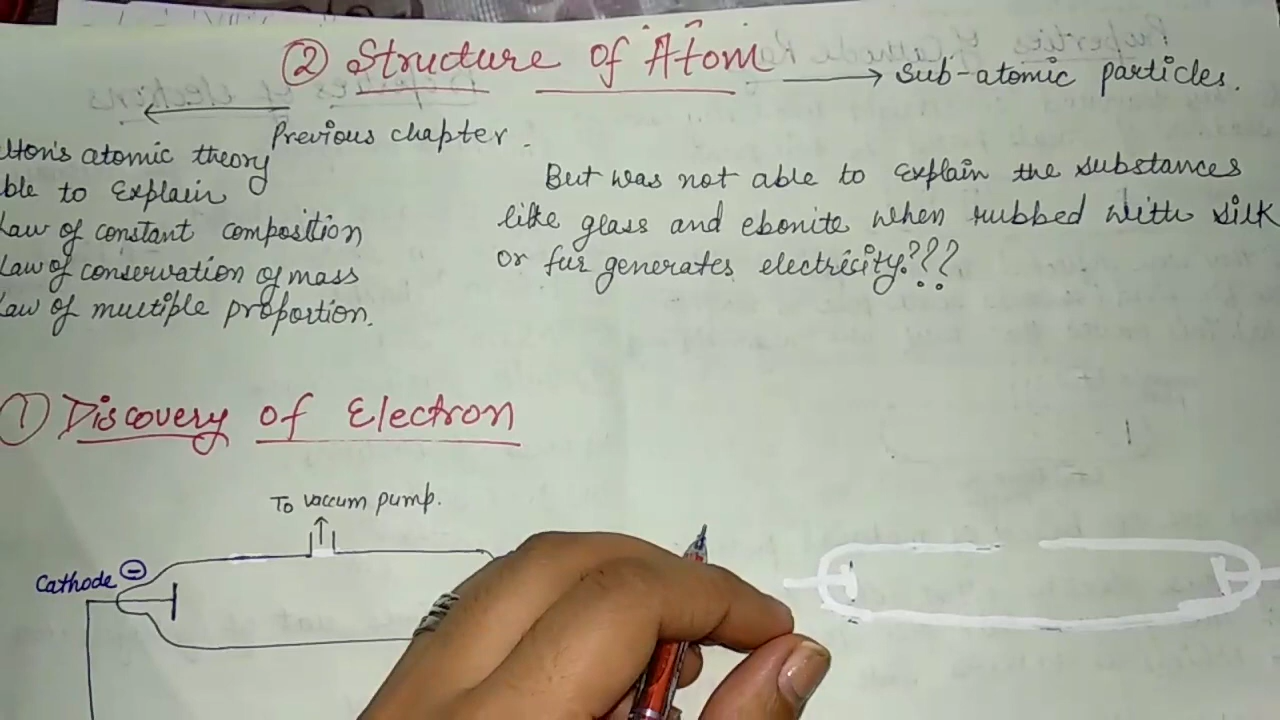 ② Structure of Atom → Sub-atomic particles.
Previous chapter.
lton's atomic theory
ble to Explain
Law of constant composition
Law of conservation of mass
Law of multiple proportion.
But was not able to Explain the substances
like glass and ebonite when rubbed with silk
or fur generates electricity???
① Discovery of Electron
To vaccum pump.
Cathode ⊖